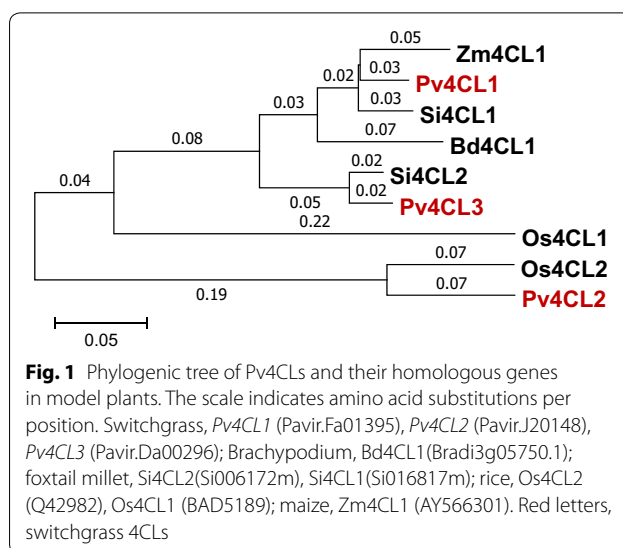 0.05
Zm4CL1
0.02
0.03
Pv4CL1
0.03
0.03
Si4CL1
0.08
0.07
Bd4CL1
0.02
Si4CL2
0.04
0.05
0.02
Pv4CL3
0.22
Os4CL1
0.07
Os4CL2
0.07
Pv4CL2
0.19
0.05
Fig. 1 Phylogenic tree of Pv4CLs and their homologous genes
in model plants. The scale indicates amino acid substitutions per
position. Switchgrass, Pv4CL1 (Pavir.Fa01395), Pv4CL2 (Pavir.J20148),
Pv4CL3 (Pavir.Da00296); Brachypodium, Bd4CL1(Bradi3g05750.1);
foxtail millet, Si4CL2(Si006172m), Si4CL1(Si016817m); rice, Os4CL2
(Q42982), Os4CL1 (BAD5189); maize, Zm4CL1 (AY566301). Red letters,
switchgrass 4CLs